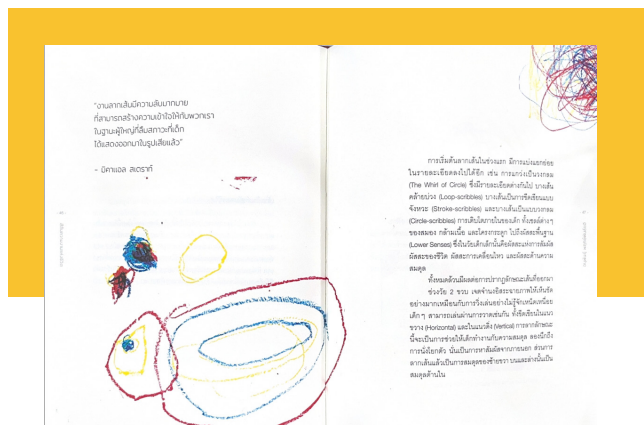 "งานลากเส้นมีความลับมากมาย
ที่สามารถสร้างความเข้าใจให้กับพวกเรา
ในฐานะผู้ใหญ่ที่ลืมสภาวะที่เด็ก
ได้แสดงออกมาในรูปเสียแล้ว"
- มิคาแอล สเตราท์
การเริ่มต้นลากเส้นในช่วงแรก มีการแบ่งแยกย่อย
ในรายละเอียดลงไปได้อีก เช่น การแกว่งเป็นวงกลม
(The Whirl of Circle) ซึ่งมีรายละเอียดต่างกันไป บางเส้น
คล้ายบ่วง (Loop-scribbles) บางเส้นเป็นการขีดเขียนแบบ
จังหวะ (Stroke-scribbles) และบางเส้นเป็นแบบวงกลม
(Circle-scribbles) การเติบโตภายในของเด็ก ทั้งเซลล์ต่างๆ
ของสมอง กล้ามเนื้อ และโครงกระดูก ไปถึงผัสสะพื้นฐาน
(Lower Senses) ซึ่งในวัยเด็กเล็กนั้นคือผัสสะแห่งการสัมผัส
ผัสสะของชีวิต ผัสสะการเคลื่อนไหว และผัสสะด้านความ
สมดุล
ทั้งหมดล้วนมีผลต่อการปรากฏลักษณะเส้นที่ออกมา
ช่วงวัย 2 ขวบ เจตจำนงอิสระฉายภาพให้เห็นชัด
อย่างมากเหมือนกับการวิ่งเล่นอย่างไม่รู้จักเหน็ดเหนื่อย
เด็กๆ สามารถเล่นผ่านการวาดเช่นกัน ทั้งขีดเขียนในแนว
ขวาง (Horizontal) และในแนวดิ่ง (Vertical) การลากลักษณะ
นี้จะเป็นการช่วยให้เด็กทำงานกับความสมดุล ลองนึกถึง
การนั่งโยกตัว นั่นเป็นการหาสัมผัสจากภายนอก ส่วนการ
ลากเส้นแล้วเป็นการสมดุลของซ้ายขวา บนและล่างนั้นเป็น
สมดุลด้านใน